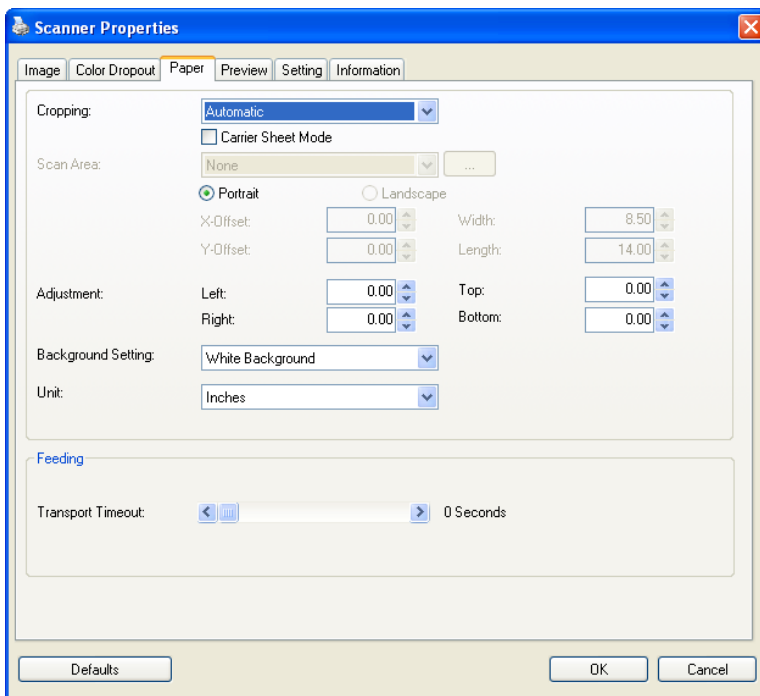 Scanner Properties
Image Color Dropout Paper Preview Setting Information
Cropping: Automatic
Carrier Sheet Mode
Scan Area: None ...
Portrait Landscape
X-Offset: 0.00 Width: 8.50
Y-Offset: 0.00 Length: 14.00
Adjustment: Left: 0.00 Top: 0.00
Right: 0.00 Bottom: 0.00
Background Setting: White Background
Unit: Inches
Feeding
Transport Timeout: 0 Seconds
Defaults OK Cancel